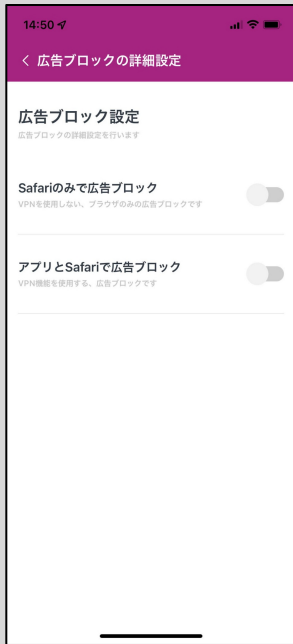 14:50
広告ブロックの詳細設定
広告ブロック設定
広告ブロックの詳細設定を行います
Safariのみで広告ブロック
VPNを使用しない、ブラウザのみの広告ブロックです
アプリとSafariで広告ブロック
VPN機能を使用する、広告ブロックです